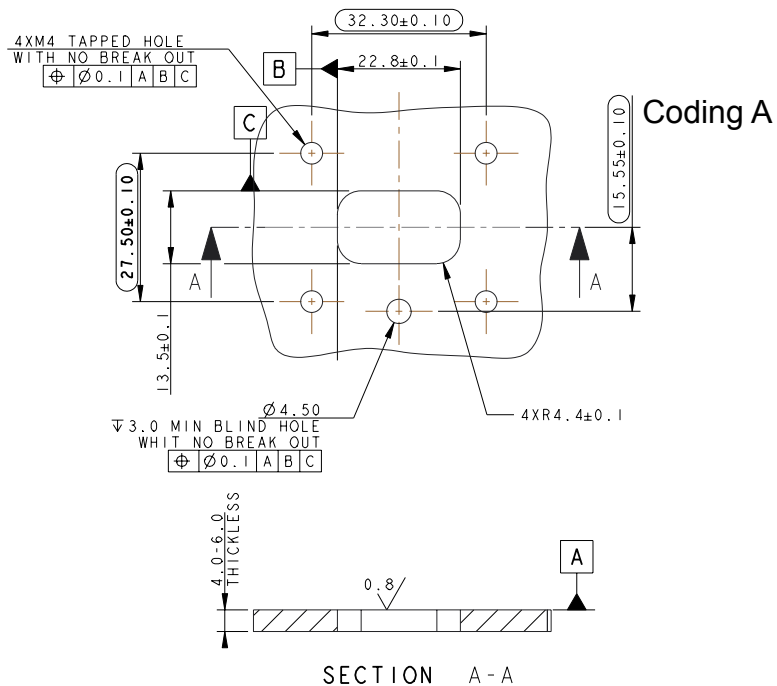 32.30±0.10
4XM4 TAPPED HOLE
WITH NO BREAK OUT
⌖ Ø0.1 A B C
B
22.8±0.1
Coding A
C
15.55±0.10
27.50±0.10
A
A
13.5±0.1
Ø4.50
↧3.0 MIN BLIND HOLE
WHIT NO BREAK OUT
⌖ Ø0.1 A B C
4XR4.4±0.1
4.0-6.0
THICKLESS
0.8
A
SECTION A-A